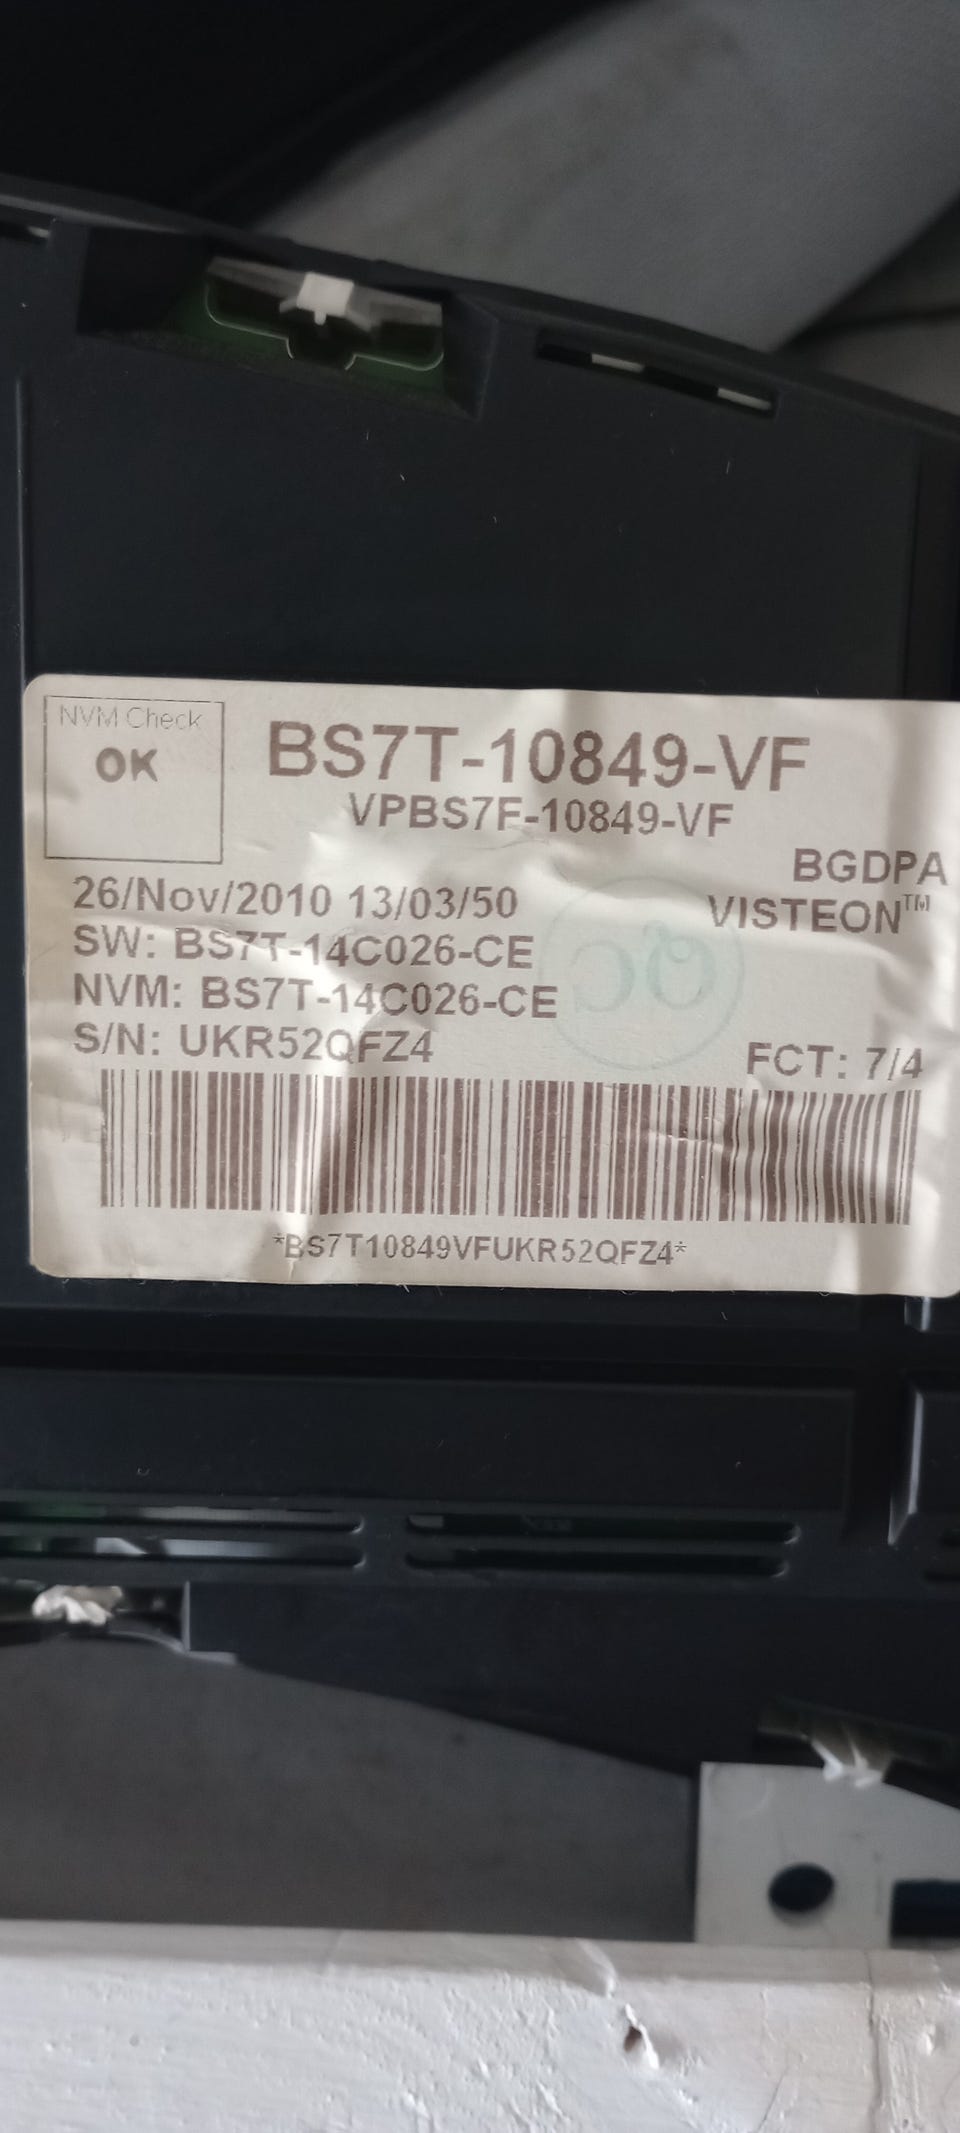 NVM Check
OK
BS7T-10849-VF
VPBS7F-10849-VF
BGDPA
26/Nov/2010 13/03/50
VISTEON™
SW: BS7T-14C026-CE
NVM: BS7T-14C026-CE
S/N: UKR52QFZ4
FCT: 7/4
*BS7T10849VFUKR52QFZ4*